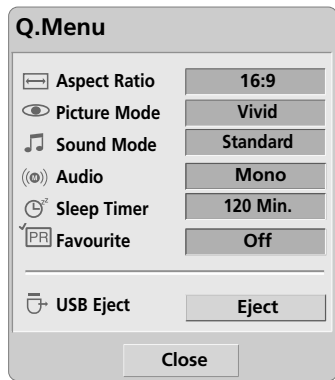 Q.Menu
Aspect Ratio 16:9
Picture Mode Vivid
Sound Mode Standard
Audio Mono
Sleep Timer 120 Min.
PR Favourite Off
USB Eject Eject
Close